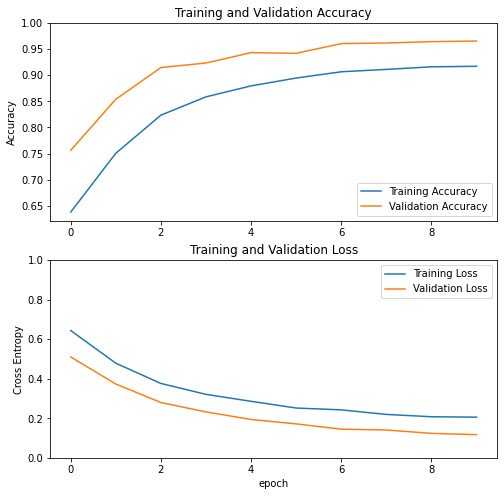 Training and Validation Accuracy
1.00
0.95
0.90
0.85
0.80
0.75
0.70
0.65
Accuracy
Training Accuracy
Validation Accuracy
0 2 4 6 8
Training and Validation Loss
1.0
0.8
0.6
0.4
0.2
0.0
Cross Entropy
Training Loss
Validation Loss
0 2 4 6 8
epoch